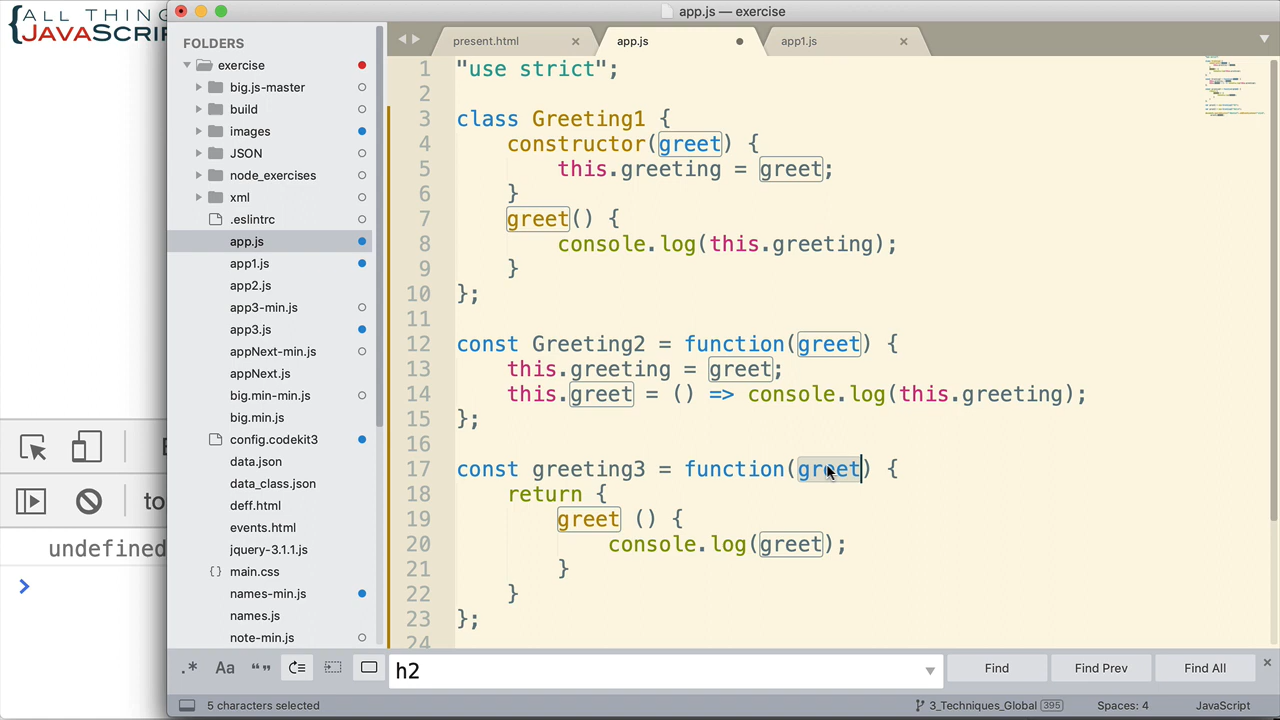 ALL THING
JAVASCRI
app.js — exercise
FOLDERS
exercise
big.js-master
build
images
JSON
node_exercises
xml
.eslintrc
app.js
app1.js
app2.js
app3-min.js
app3.js
appNext-min.js
appNext.js
big.min-min.js
big.min.js
config.codekit3
data.json
data_class.json
deff.html
events.html
jquery-3.1.1.js
main.css
names-min.js
names.js
note-min.js
present.html
app.js
app1.js
1 "use strict";
2
3 class Greeting1 {
4 constructor(greet) {
5 this.greeting = greet;
6 }
7 greet() {
8 console.log(this.greeting);
9 }
10 };
11
12 const Greeting2 = function(greet) {
13 this.greeting = greet;
14 this.greet = () => console.log(this.greeting);
15 };
16
17 const greeting3 = function(greet) {
18 return {
19 greet () {
20 console.log(greet);
21 }
22 }
23 };
24
to
undefined
>
.* Aa “” h2 Find Find Prev Find All
5 characters selected 3_Techniques_Global 395 Spaces: 4 JavaScript